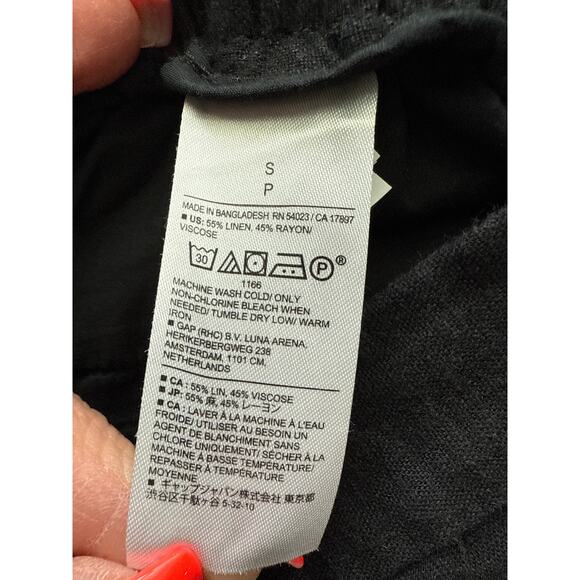 S
P
MADE IN BANGLADESH RN 54023 / CA 17897
■ US: 55% LINEN, 45% RAYON/
VISCOSE
30 P ®
1166
MACHINE WASH COLD/ ONLY
NON-CHLORINE BLEACH WHEN
NEEDED/ TUMBLE DRY LOW/ WARM
IRON
■ GAP (RHC) B.V. LUNA ARENA,
HERIKERBERGWEG 238
AMSTERDAM, 1101 CM,
NETHERLANDS
■ CA : 55% LIN, 45% VISCOSE
■ JP: 55% 麻, 45% レーヨン
■ CA : LAVER À LA MACHINE À L'EAU
FROIDE/ UTILISER AU BESOIN UN
AGENT DE BLANCHIMENT SANS
CHLORE UNIQUEMENT/ SÉCHER À LA
MACHINE À BASSE TEMPÉRATURE/
REPASSER À TEMPÉRATURE
MOYENNE
■ ギャップジャパン株式会社 東京都
渋谷区千駄ヶ谷 5-32-10